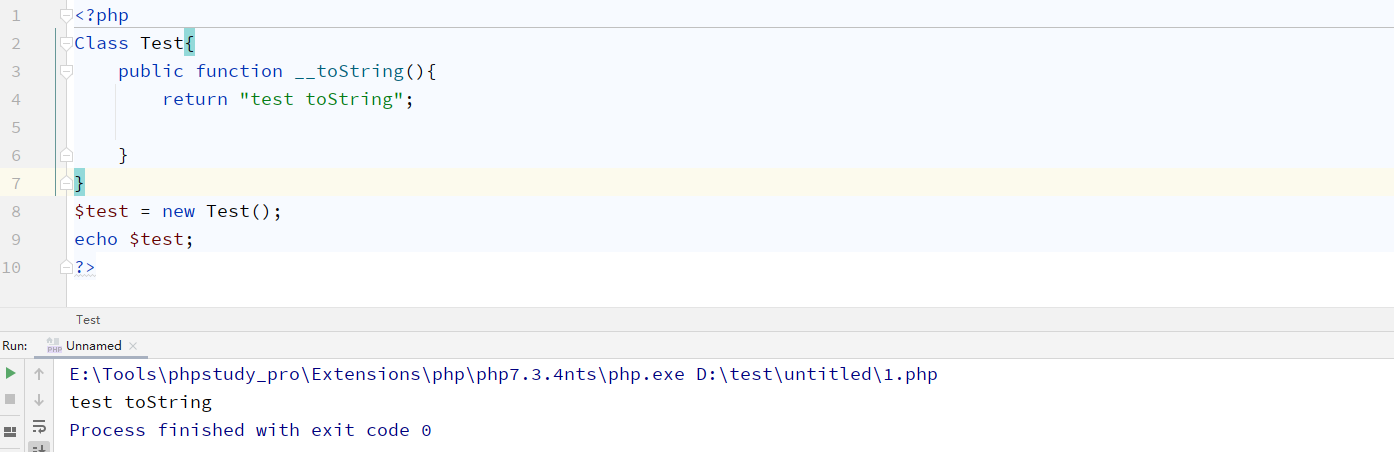 1 <?php
2 Class Test{
3     public function __toString(){
4         return "test toString";
5
6     }
7 }
8 $test = new Test();
9 echo $test;
10 ?>
Test
Run: PHP Unnamed ×
E:\Tools\phpstudy_pro\Extensions\php\php7.3.4nts\php.exe D:\test\untitled\1.php
test toString
Process finished with exit code 0